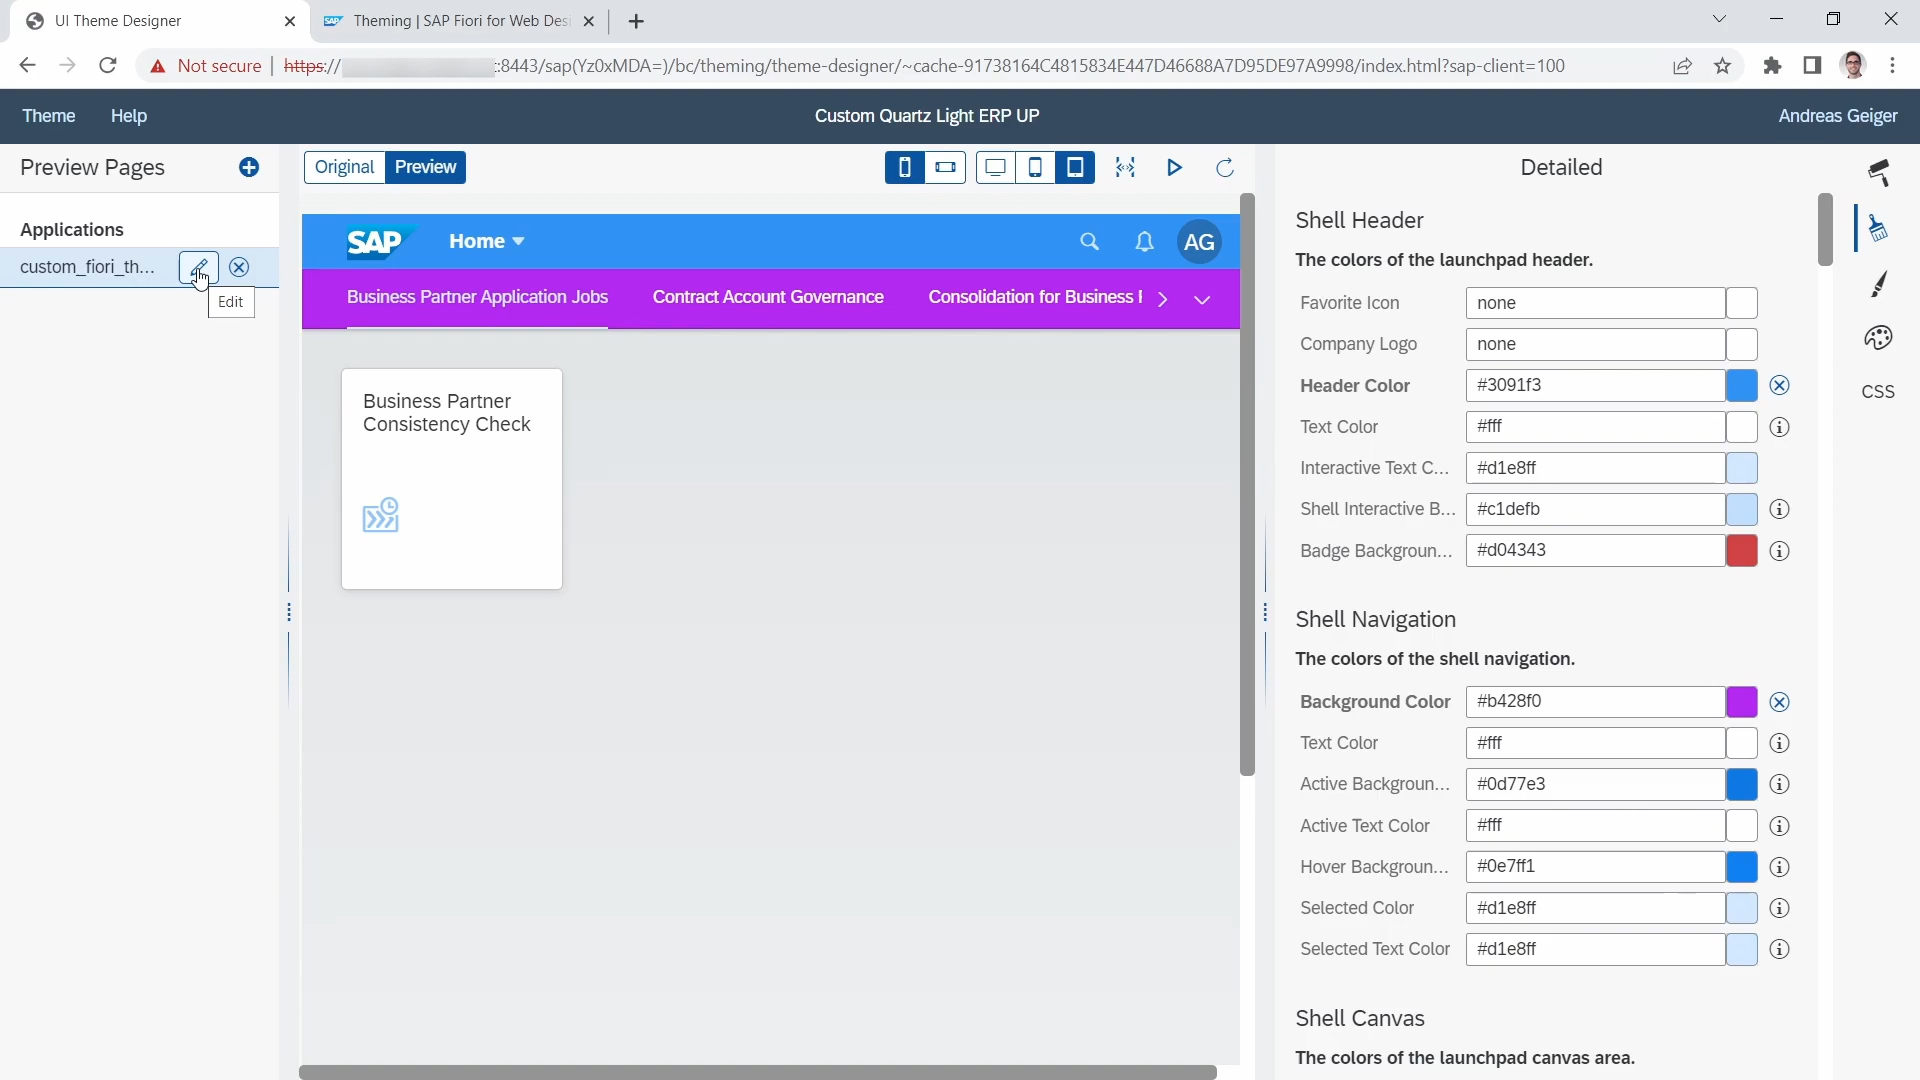 UI Theme Designer
SAP Theming | SAP Fiori for Web Des
Not secure https:// :8443/sap(Yz0xMDA=)/bc/theming/theme-designer/~cache-91738164C4815834E447D46688A7D95DE97A9998/index.html?sap-client=100
Theme Help Custom Quartz Light ERP UP Andreas Geiger
Preview Pages
Original Preview
Detailed
Applications
custom_fiori_th...
Edit
SAP Home AG
Business Partner Application Jobs Contract Account Governance Consolidation for Business
Business Partner
Consistency Check
Shell Header
The colors of the launchpad header.
Favorite Icon none
Company Logo none
Header Color #3091f3
Text Color #fff
Interactive Text C... #d1e8ff
Shell Interactive B... #c1defb
Badge Backgroun... #d04343
Shell Navigation
The colors of the shell navigation.
Background Color #b428f0
Text Color #fff
Active Backgroun... #0d77e3
Active Text Color #fff
Hover Backgroun... #0e7ff1
Selected Color #d1e8ff
Selected Text Color #d1e8ff
Shell Canvas
The colors of the launchpad canvas area.
CSS